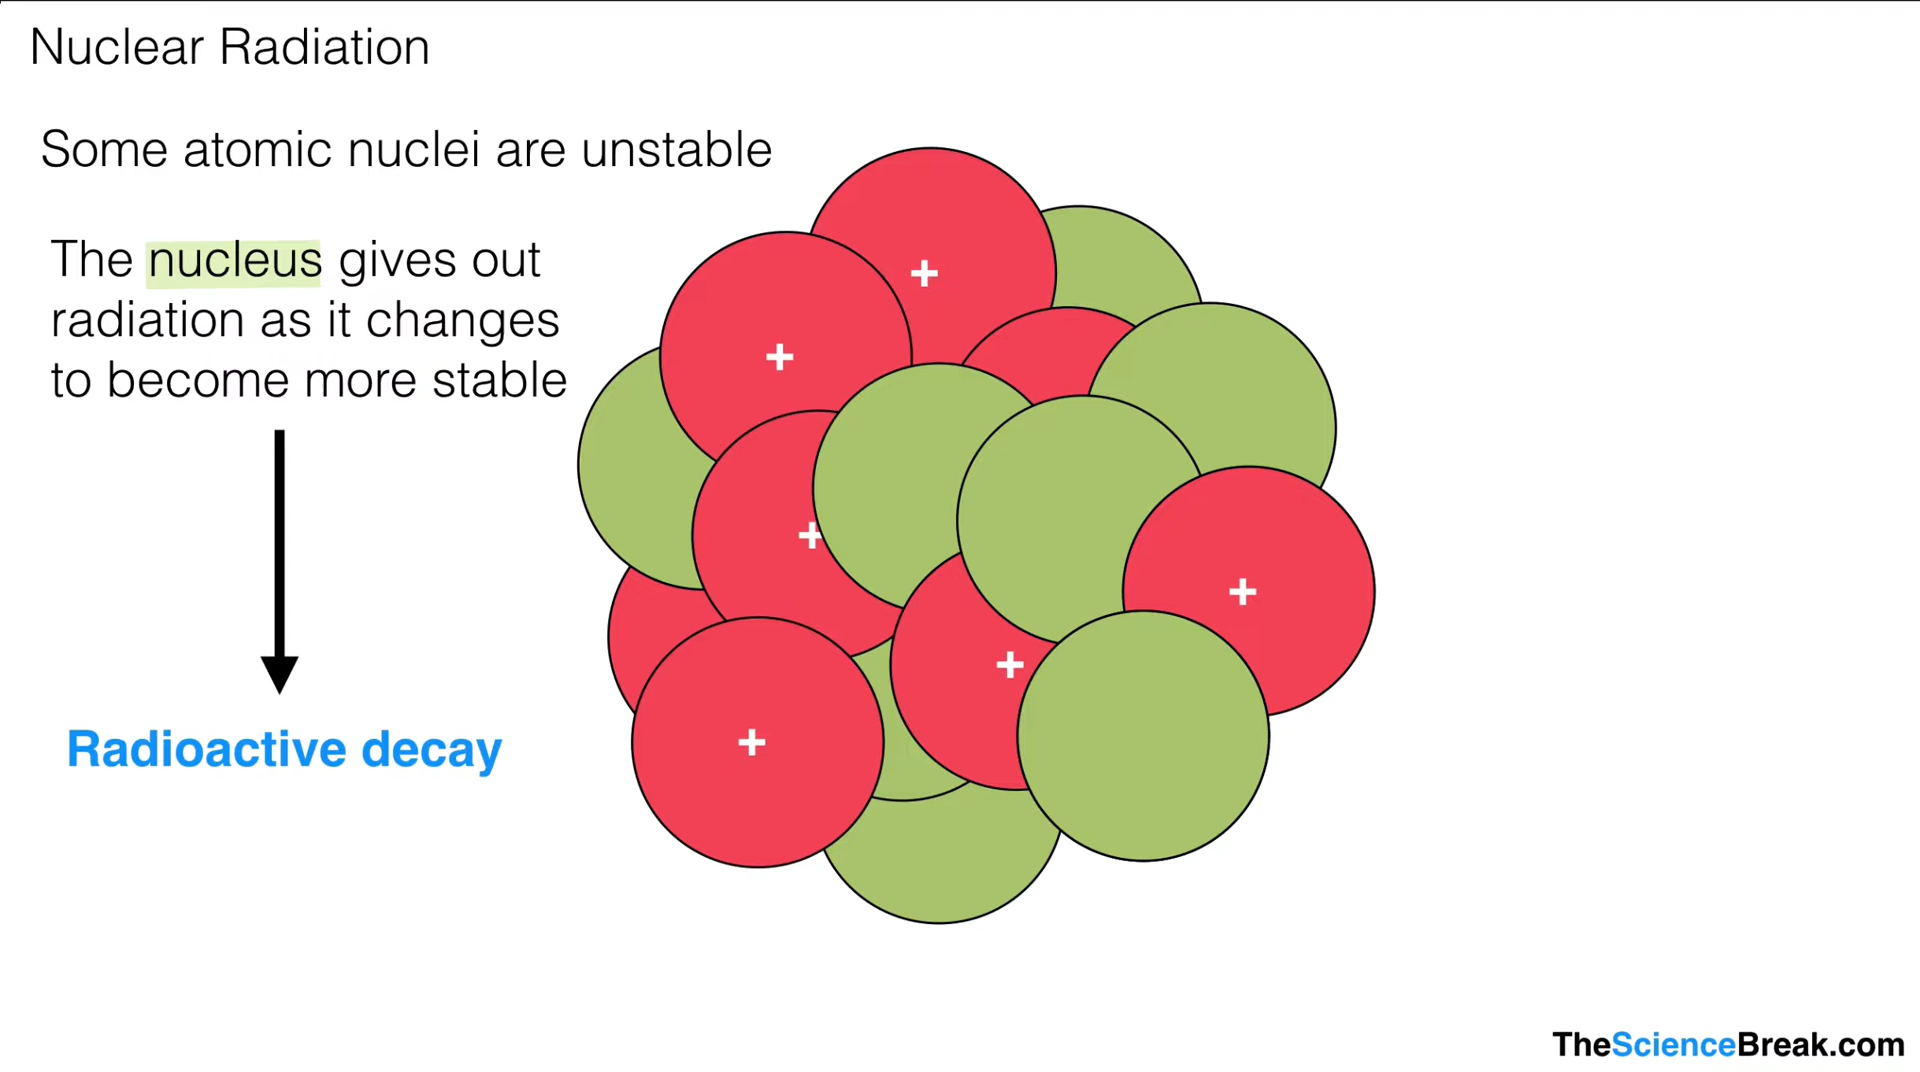 Nuclear Radiation
Some atomic nuclei are unstable
The nucleus gives out
radiation as it changes
to become more stable
Radioactive decay
+
+
+
+
+
+
TheScienceBreak.com